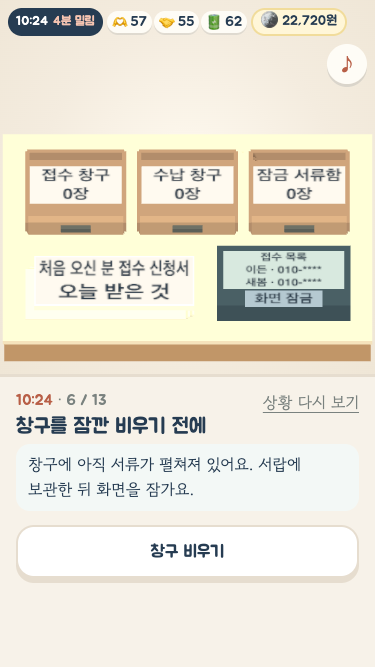 10:24 4분 밀림 57 55 62 22,720원
접수 창구 0장
수납 창구 0장
잠금 서류함 0장
처음 오신 분 접수 신청서
오늘 받은 것
접수 목록
이든 · 010-****
새봄 · 010-****
화면 잠금
10:24 · 6 / 13
상황 다시 보기
창구를 잠깐 비우기 전에
창구에 아직 서류가 펼쳐져 있어요. 서랍에
보관한 뒤 화면을 잠가요.
창구 비우기